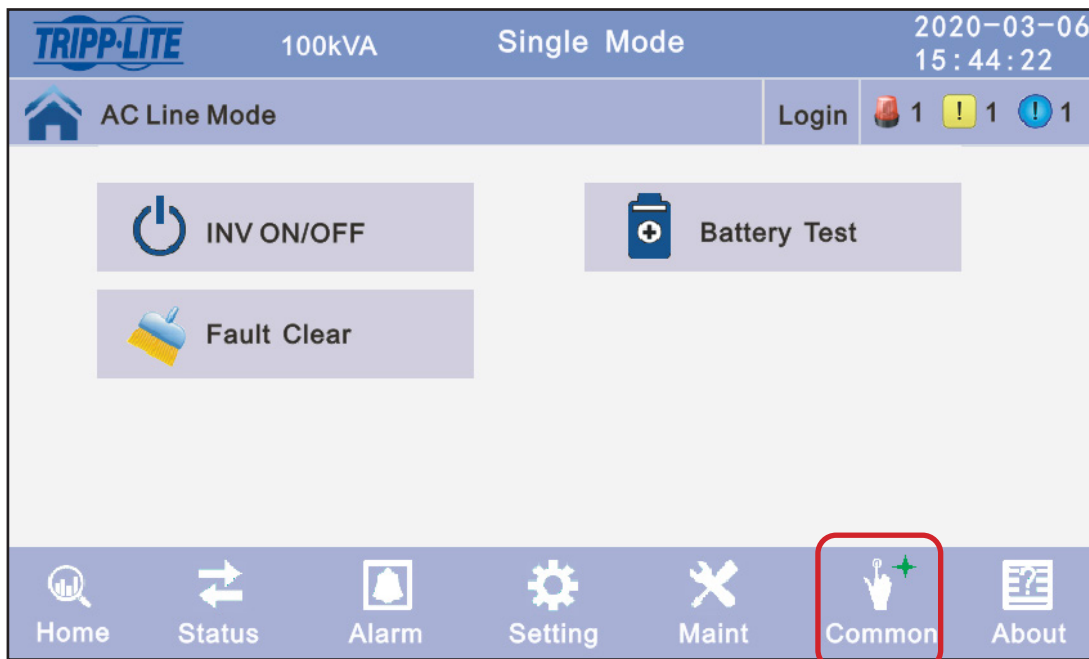 TRIPP·LITE 100kVA Single Mode 2020-03-06
15:44:22
AC Line Mode Login 1 ! 1 ! 1
INV ON/OFF Battery Test
Fault Clear
Home Status Alarm Setting Maint Common About